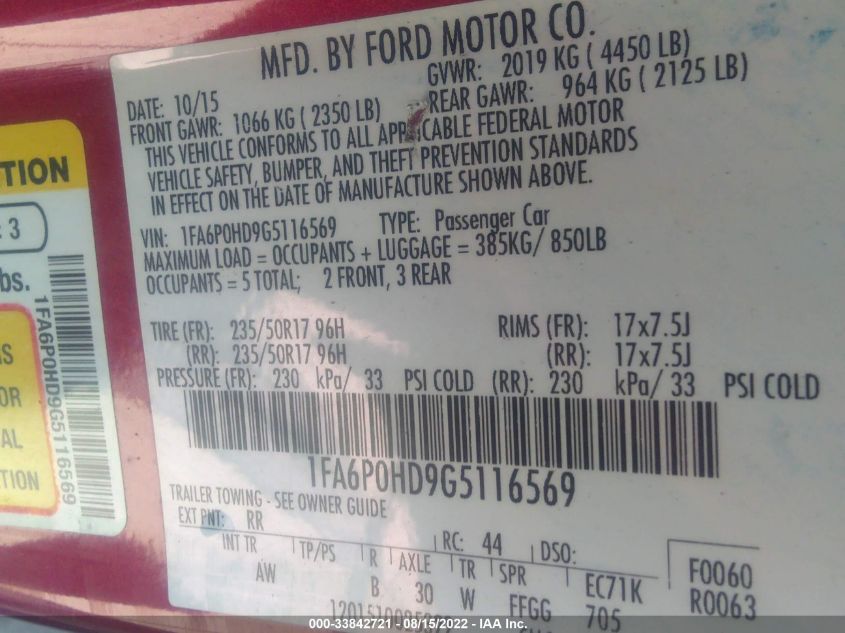 MFD. BY FORD MOTOR CO.
DATE: 10/15 GVWR: 2019 KG ( 4450 LB)
FRONT GAWR: 1066 KG ( 2350 LB) REAR GAWR: 964 KG ( 2125 LB)
THIS VEHICLE CONFORMS TO ALL APPLICABLE FEDERAL MOTOR
VEHICLE SAFETY, BUMPER, AND THEFT PREVENTION STANDARDS
IN EFFECT ON THE DATE OF MANUFACTURE SHOWN ABOVE.
VIN: 1FA6P0HD9G5116569 TYPE: Passenger Car
MAXIMUM LOAD = OCCUPANTS + LUGGAGE = 385KG/ 850LB
OCCUPANTS = 5 TOTAL; 2 FRONT, 3 REAR
TIRE (FR): 235/50R17 96H RIMS (FR): 17x7.5J
(RR): 235/50R17 96H (RR): 17x7.5J
PRESSURE (FR): 230 kPa/ 33 PSI COLD (RR): 230 kPa/ 33 PSI COLD
1FA6P0HD9G5116569
TRAILER TOWING - SEE OWNER GUIDE
EXT PNT: RR RC: 44 DSO:
INT TR TP/PS R AXLE TR SPR EC71K F0060
AW B 30 W FFGG 705 R0063
TION
: 3
bs.
1FA6P0HD9G5116569
NS
OR
AL
TION
000-33842721 - 08/15/2022 - IAA Inc.